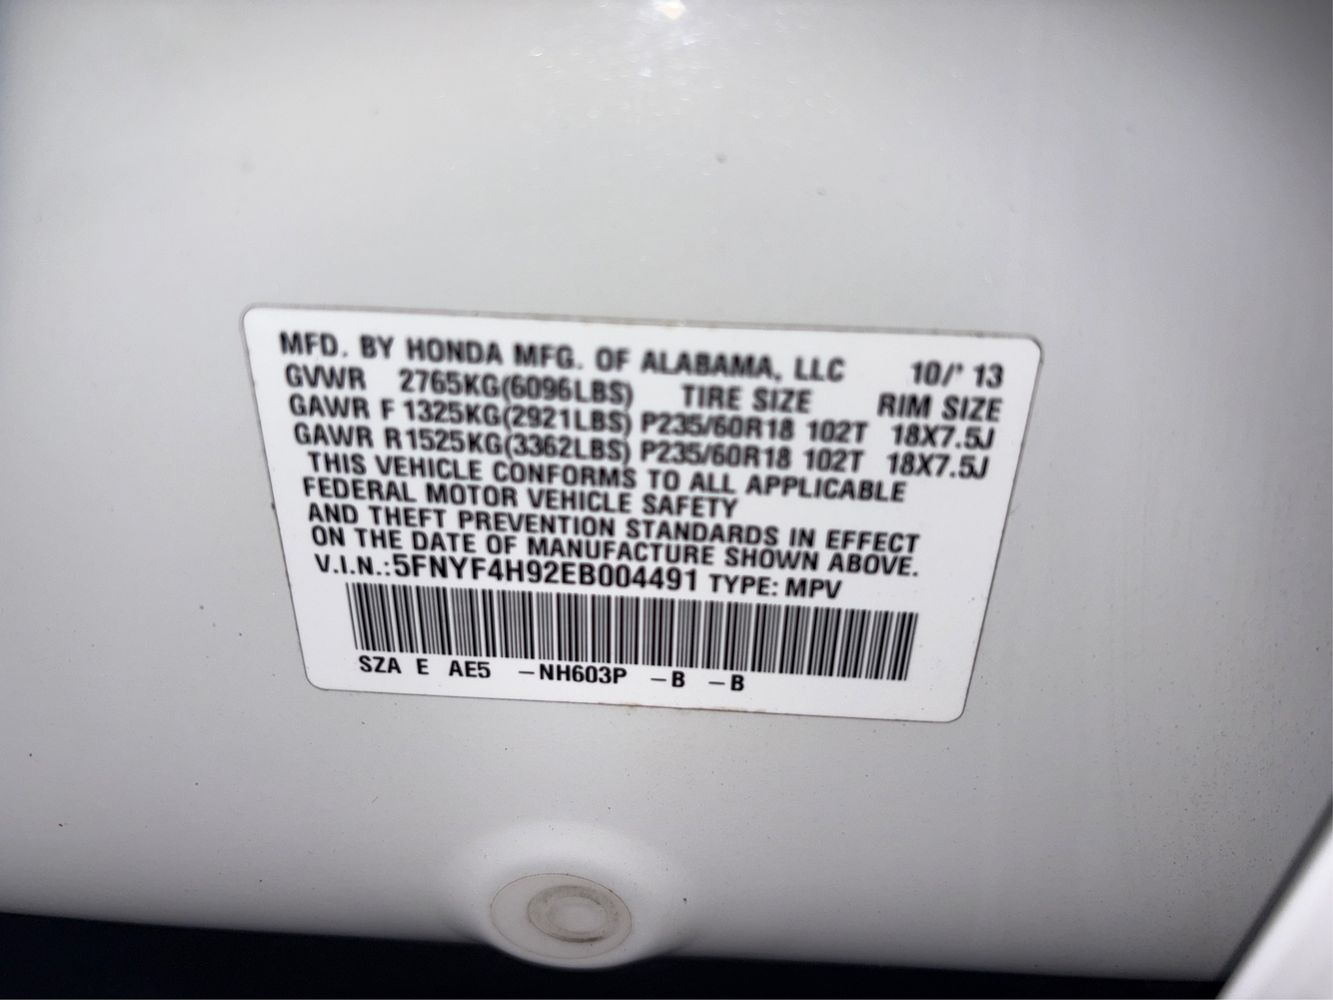 MFD. BY HONDA MFG. OF ALABAMA, LLC 10/' 13
GVWR 2765KG(6096LBS) TIRE SIZE RIM SIZE
GAWR F 1325KG(2921LBS) P235/60R18 102T 18X7.5J
GAWR R 1525KG(3362LBS) P235/60R18 102T 18X7.5J
THIS VEHICLE CONFORMS TO ALL APPLICABLE
FEDERAL MOTOR VEHICLE SAFETY
AND THEFT PREVENTION STANDARDS IN EFFECT
ON THE DATE OF MANUFACTURE SHOWN ABOVE.
V.I.N.:5FNYF4H92EB004491 TYPE: MPV
SZA E AE5 –NH603P –B –B